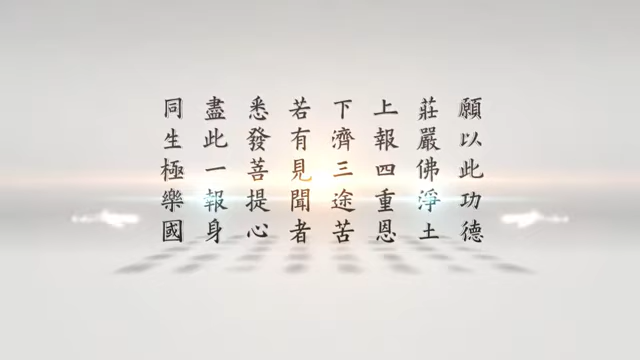 願以此功德
莊嚴佛淨土
上報四重恩
下濟三途苦
若有見聞者
悉發菩提心
盡此一報身
同生極樂國